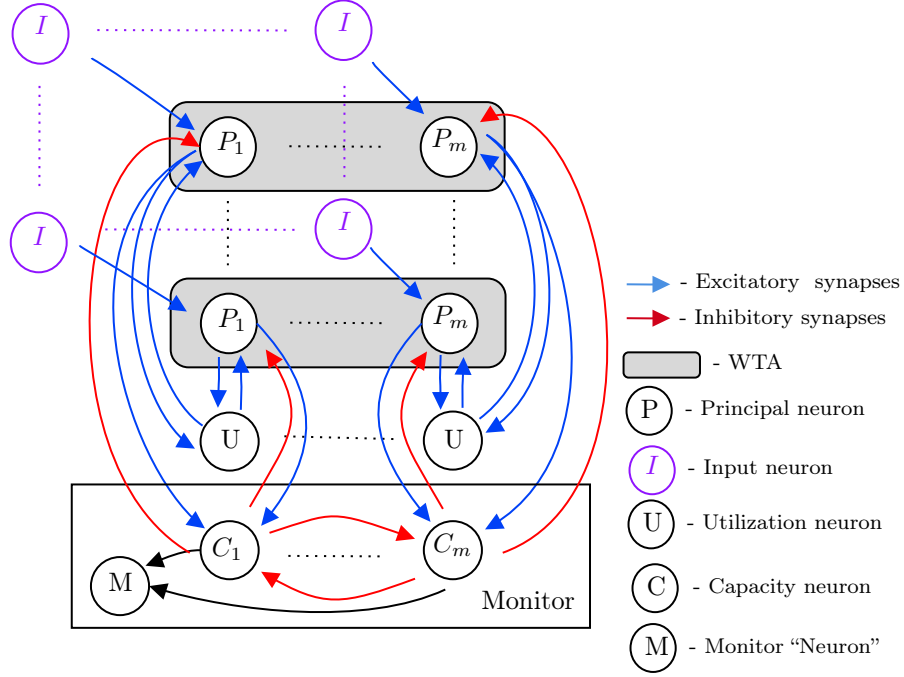 I I
P₁ Pₘ
I I
P₁ Pₘ
U U
C₁ Cₘ
M
Monitor
- Excitatory synapses
- Inhibitory synapses
- WTA
P - Principal neuron
I - Input neuron
U - Utilization neuron
C - Capacity neuron
M - Monitor “Neuron”